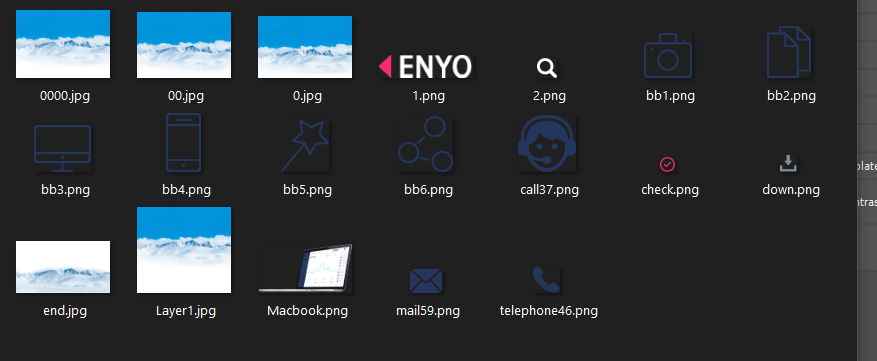 ENYO
0000.jpg
00.jpg
0.jpg
1.png
2.png
bb1.png
bb2.png
bb3.png
bb4.png
bb5.png
bb6.png
call37.png
check.png
down.png
plate
ntras
end.jpg
Layer1.jpg
Macbook.png
mail59.png
telephone46.png